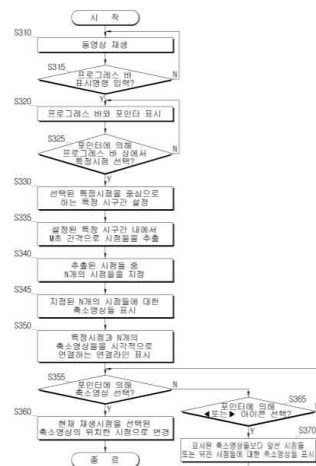 시 작
S310
동영상 재생
S315
프로그레스 바
표시명령 입력?
N
Y
S320
프로그레스 바와 포인터 표시
S325
포인터에 의해
프로그레스 바 상에서
특정시점 선택?
N
Y
S330
선택된 특정시점을 중심으로
하는 특정 시구간 설정
S335
설정된 특정 시구간 내에서
M초 간격으로 시점들을 추출
S340
추출된 시점들 중
N개의 시점들을 지정
S345
지정된 N개의 시점들에 대한
축소영상들을 표시
S350
특정시점과 N개의
축소영상들을 시각적으로
연결하는 연결라인 표시
S355
포인터에 의해
축소영상 선택?
N
Y
S360
현재 재생시점을 선택된
축소영상의 위치한 시점으로 변경
S365
포인터에 의해
◀또는▶ 아이콘 선택?
N
Y
S370
표시된 축소영상들보다 앞선 시점들
또는 뒤진 시점들에 대한 축소영상들을 표시
종 료